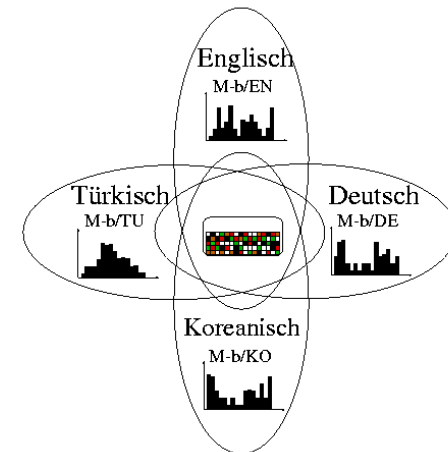 Englisch
M-b/EN
Türkisch
M-b/TU
Deutsch
M-b/DE
Koreanisch
M-b/KO